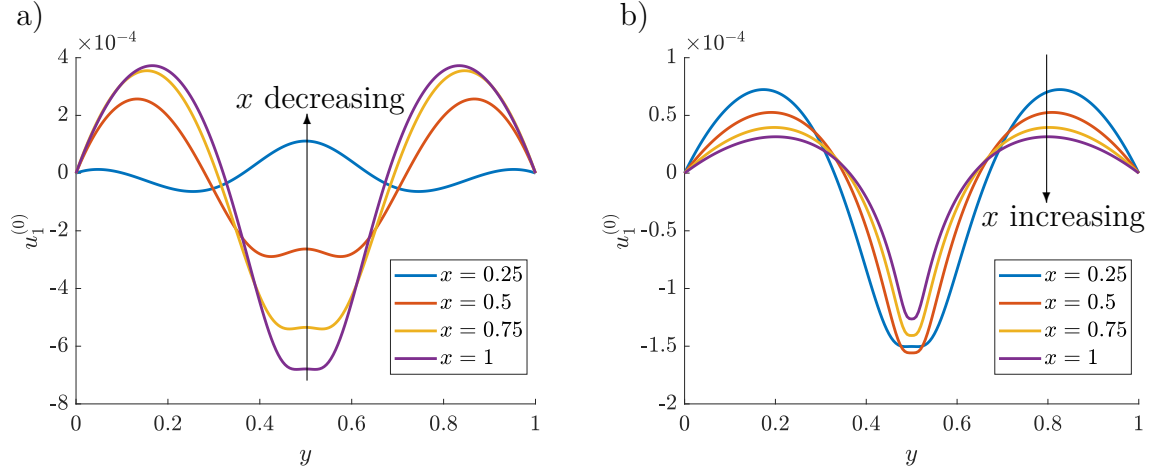 a)
×10⁻⁴
4
2
0
-2
-4
-6
-8
0
0.2
0.4
0.6
0.8
1
y
u₁⁽⁰⁾
x decreasing
x = 0.25
x = 0.5
x = 0.75
x = 1
b)
×10⁻⁴
1
0.5
0
-0.5
-1
-1.5
-2
0
0.2
0.4
0.6
0.8
1
y
u₁⁽⁰⁾
x increasing
x = 0.25
x = 0.5
x = 0.75
x = 1